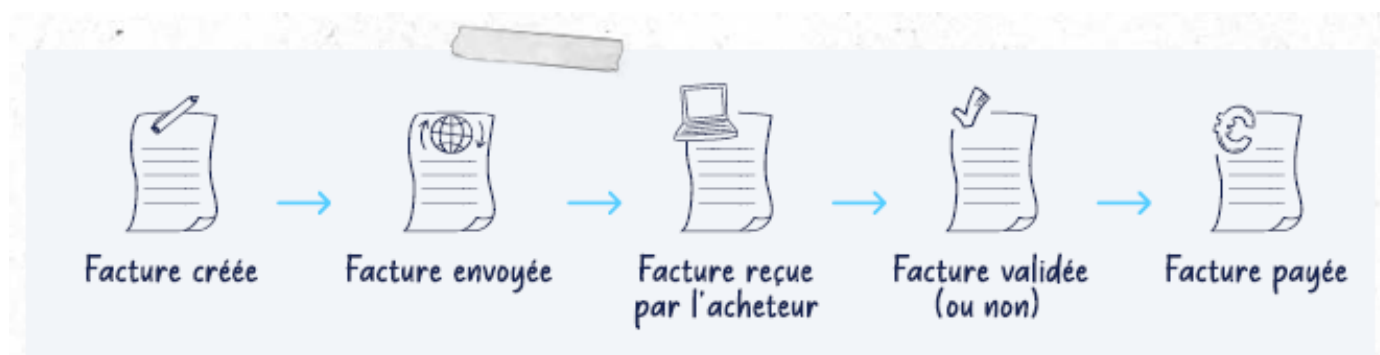 Facture créée
Facture envoyée
Facture reçue
par l'acheteur
Facture validée
(ou non)
Facture payée